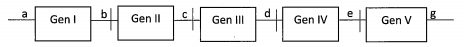 a Gen I b Gen II c Gen III d Gen IV e Gen V g